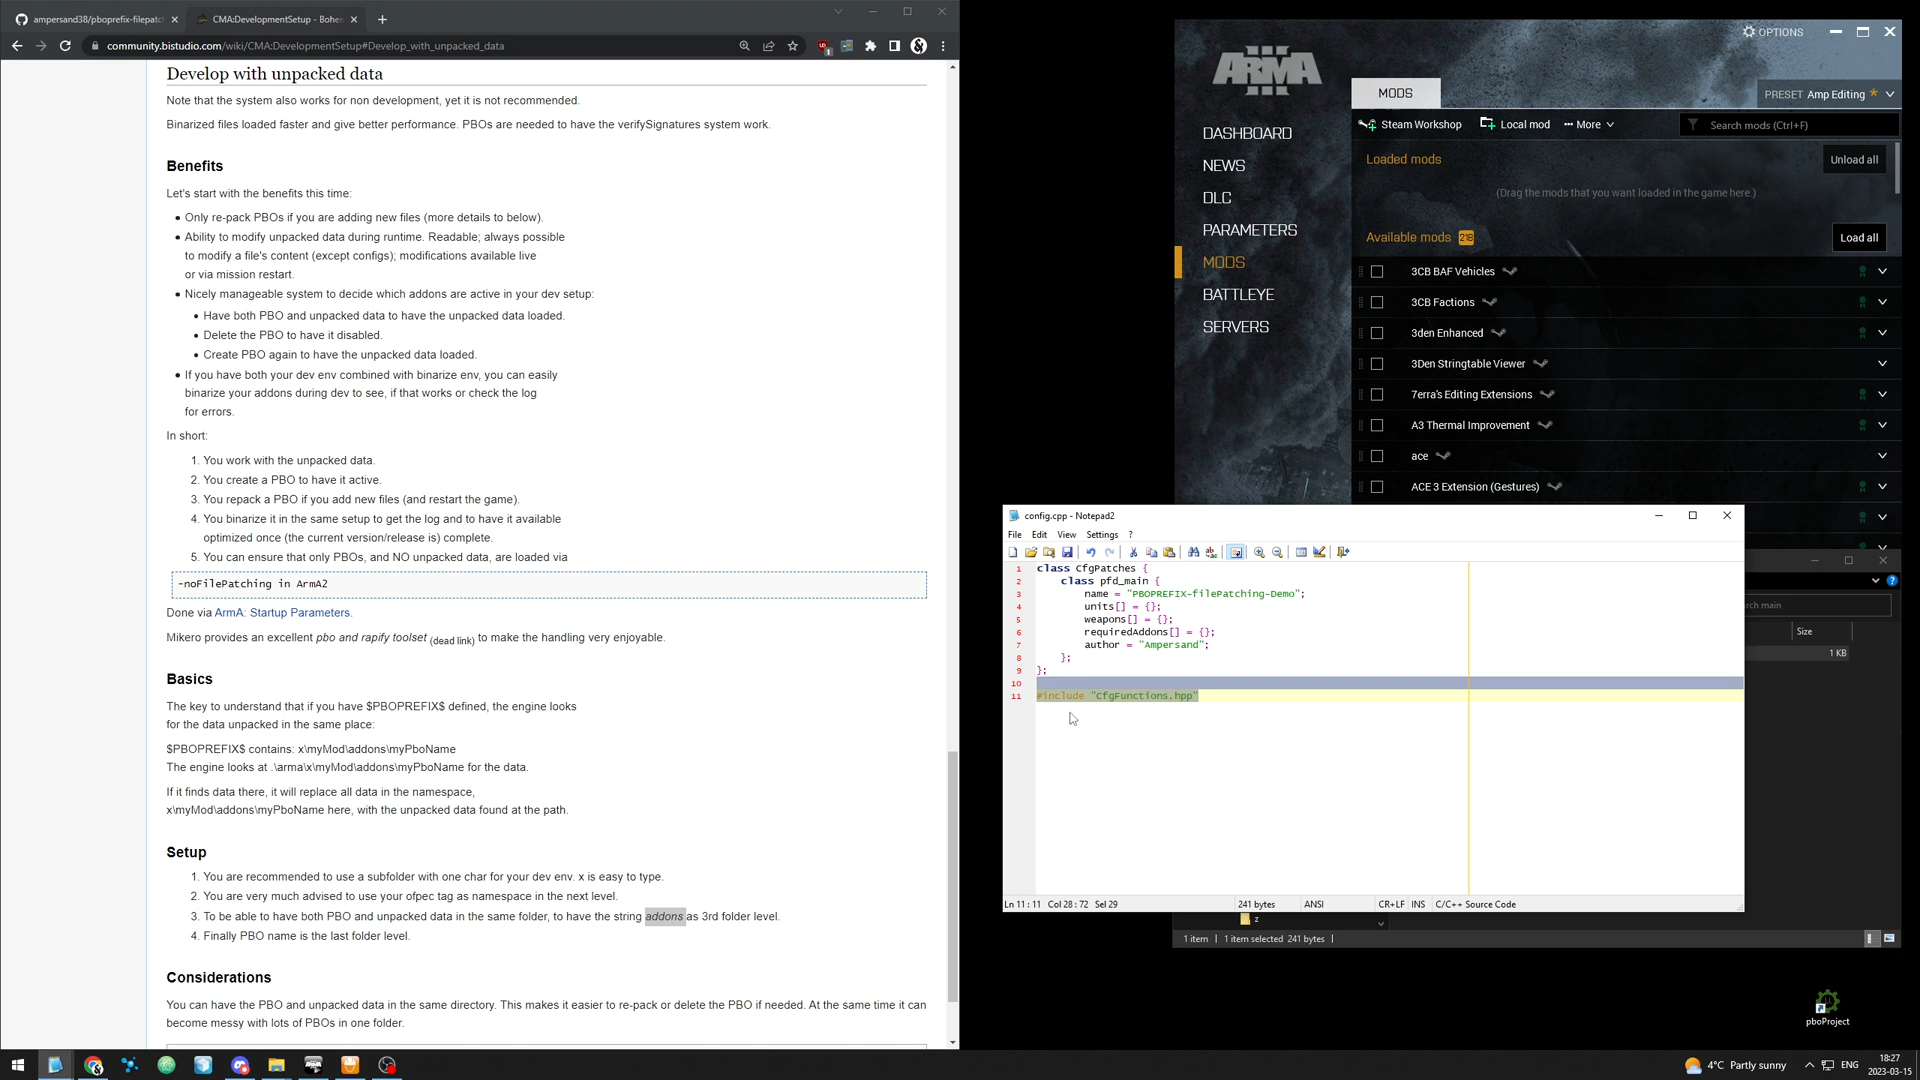 ampersand38/pboprefix-filepatch
CMA:DevelopmentSetup - Bohem
community.bistudio.com/wiki/CMA:DevelopmentSetup#Develop_with_unpacked_data
Develop with unpacked data
Note that the system also works for non development, yet it is not recommended.
Binarized files loaded faster and give better performance. PBOs are needed to have the verifySignatures system work.
Benefits
Let's start with the benefits this time:
Only re-pack PBOs if you are adding new files (more details to below).
Ability to modify unpacked data during runtime. Readable; always possible
to modify a file's content (except configs); modifications available live
or via mission restart.
Nicely manageable system to decide which addons are active in your dev setup:
Have both PBO and unpacked data to have the unpacked data loaded.
Delete the PBO to have it disabled.
Create PBO again to have the unpacked data loaded.
If you have both your dev env combined with binarize env, you can easily
binarize your addons during dev to see, if that works or check the log
for errors.
In short:
1. You work with the unpacked data.
2. You create a PBO to have it active.
3. You repack a PBO if you add new files (and restart the game).
4. You binarize it in the same setup to get the log and to have it available
optimized once (the current version/release is) complete.
5. You can ensure that only PBOs, and NO unpacked data, are loaded via
-noFilePatching in ArmA2
Done via ArmA: Startup Parameters.
Mikero provides an excellent pbo and rapify toolset (dead link) to make the handling very enjoyable.
Basics
The key to understand that if you have $PBOPREFIX$ defined, the engine looks
for the data unpacked in the same place:
$PBOPREFIX$ contains: x\myMod\addons\myPboName
The engine looks at .\arma\x\myMod\addons\myPboName for the data.
If it finds data there, it will replace all data in the namespace,
x\myMod\addons\myPboName here, with the unpacked data found at the path.
Setup
1. You are recommended to use a subfolder with one char for your dev env. x is easy to type.
2. You are very much advised to use your ofpec tag as namespace in the next level.
3. To be able to have both PBO and unpacked data in the same folder, to have the string addons as 3rd folder level.
4. Finally PBO name is the last folder level.
Considerations
You can have the PBO and unpacked data in the same directory. This makes it easier to re-pack or delete the PBO if needed. At the same time it can
become messy with lots of PBOs in one folder.
OPTIONS
ARMA III
MODS
PRESET Amp Editing *
DASHBOARD
NEWS
DLC
PARAMETERS
MODS
BATTLEYE
SERVERS
Steam Workshop
Local mod
••• More
Search mods (Ctrl+F)
Loaded mods
Unload all
(Drag the mods that you want loaded in the game here.)
Available mods 218
Load all
3CB BAF Vehicles
3CB Factions
3den Enhanced
3Den Stringtable Viewer
7erra's Editing Extensions
A3 Thermal Improvement
ace
ACE 3 Extension (Gestures)
config.cpp - Notepad2
File Edit View Settings ?
1 class CfgPatches {
2 class pfd_main {
3 name = "PBOPREFIX-filePatching-Demo";
4 units[] = {};
5 weapons[] = {};
6 requiredAddons[] = {};
7 author = "Ampersand";
8 };
9 };
10
11 #include "CfgFunctions.hpp"
Ln 11 : 11 Col 28 : 72 Sel 29
241 bytes
ANSI
CR+LF INS C/C++ Source Code
main
Size
1 KB
z
1 item 1 item selected 241 bytes
pboProject
4°C Partly sunny
ENG
18:27
2023-03-15